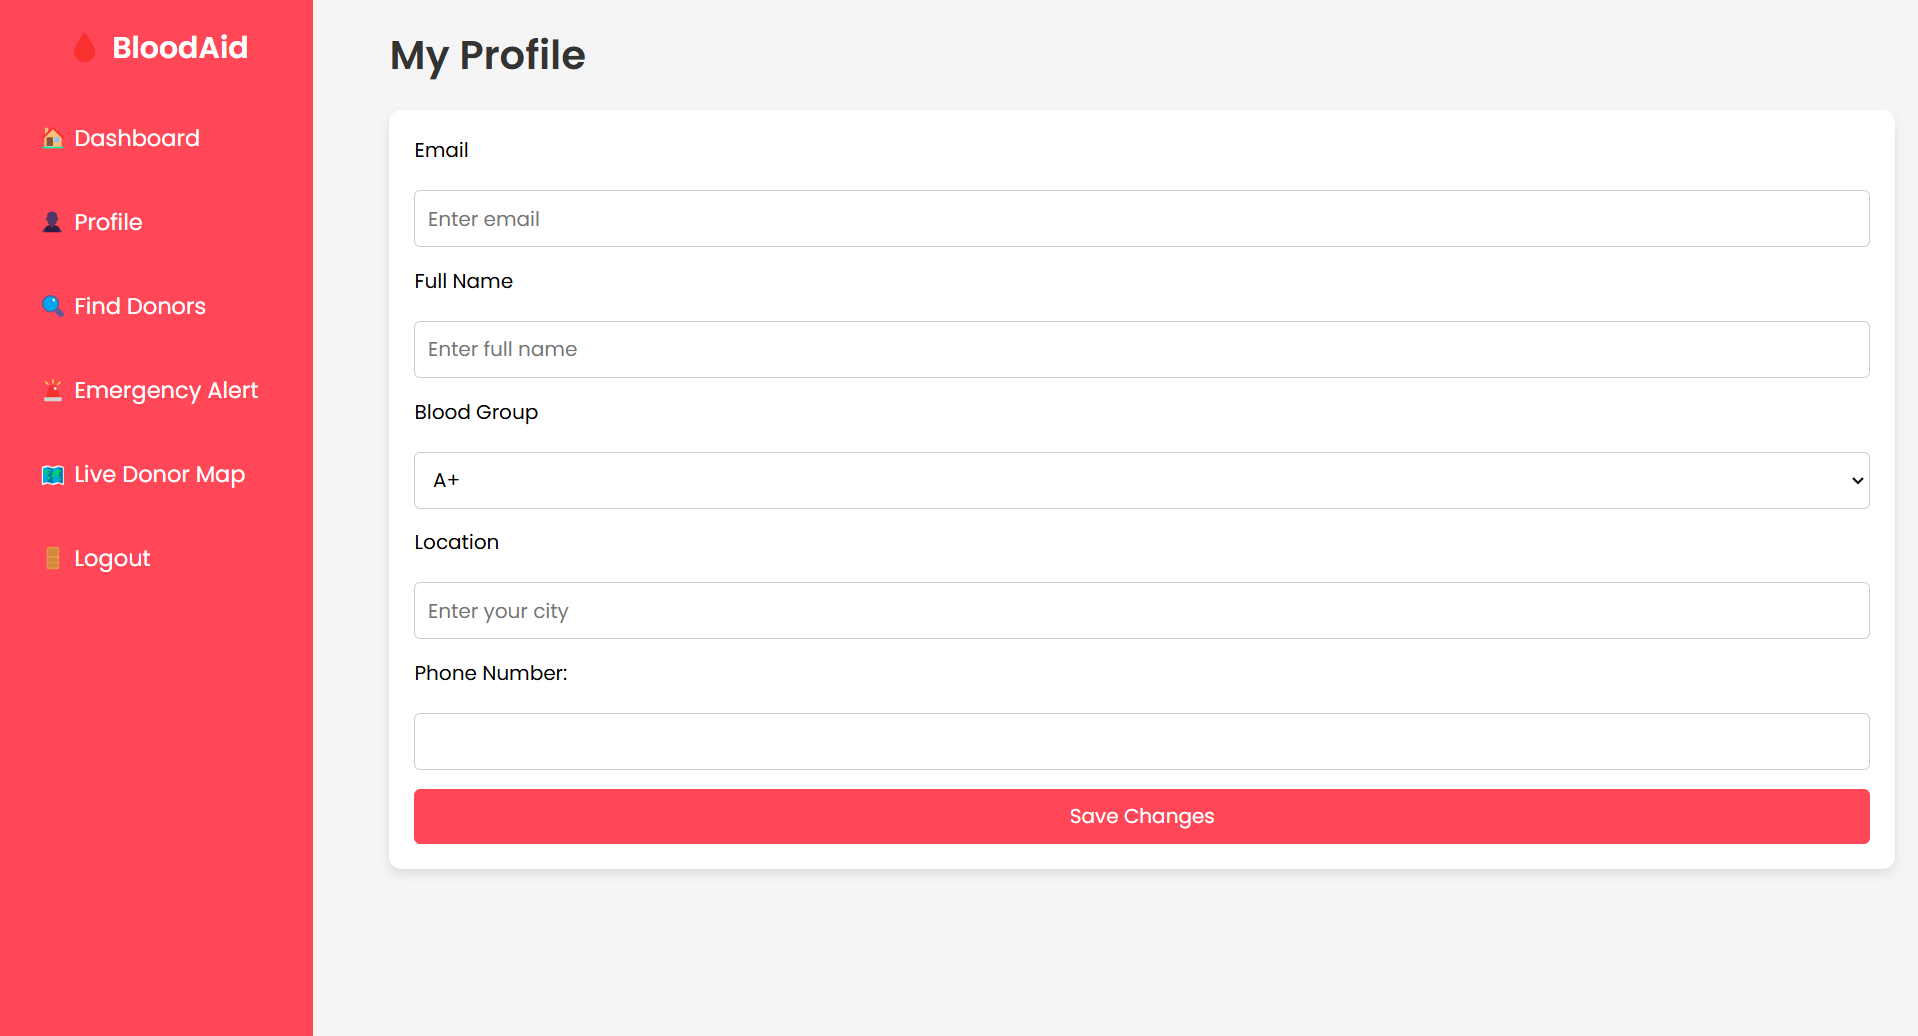 BloodAid
Dashboard
Profile
Find Donors
Emergency Alert
Live Donor Map
Logout
My Profile
Email
Enter email
Full Name
Enter full name
Blood Group
A+
Location
Enter your city
Phone Number:
Save Changes